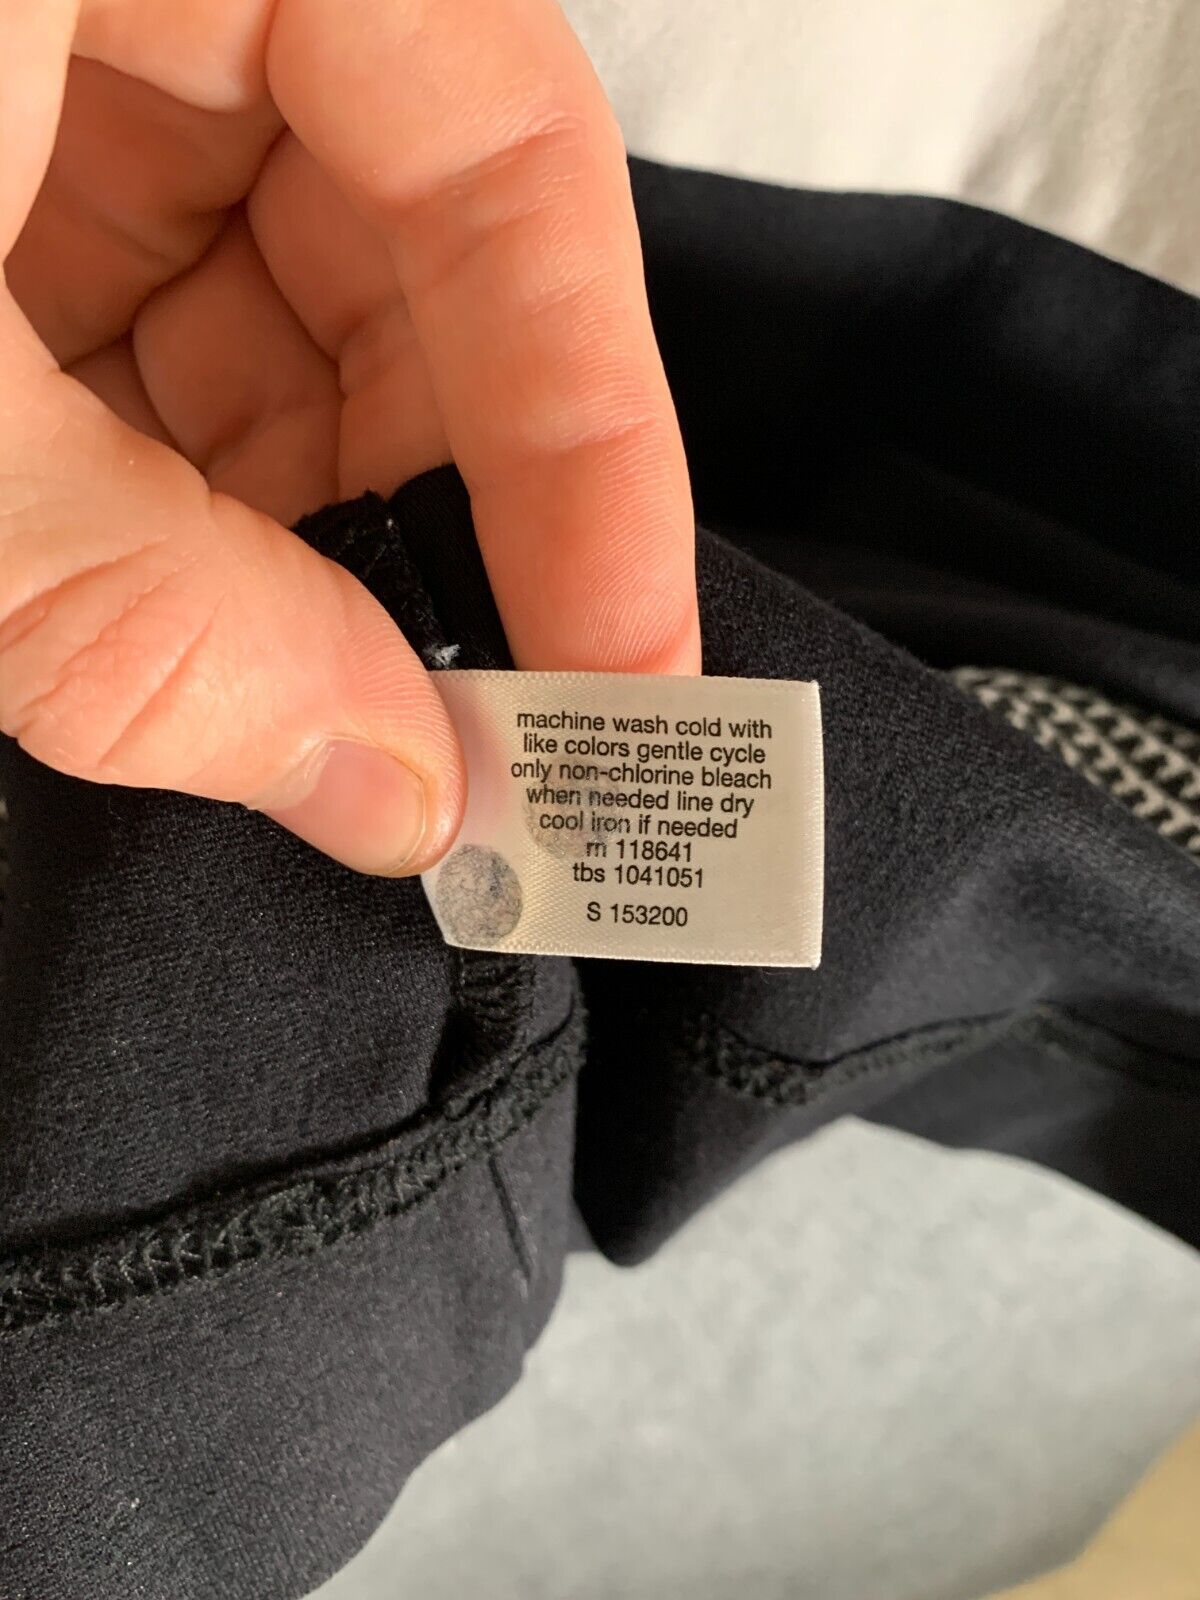 machine wash cold with
like colors gentle cycle
only non-chlorine bleach
when needed line dry
cool iron if needed
rn 118641
tbs 1041051
S 153200